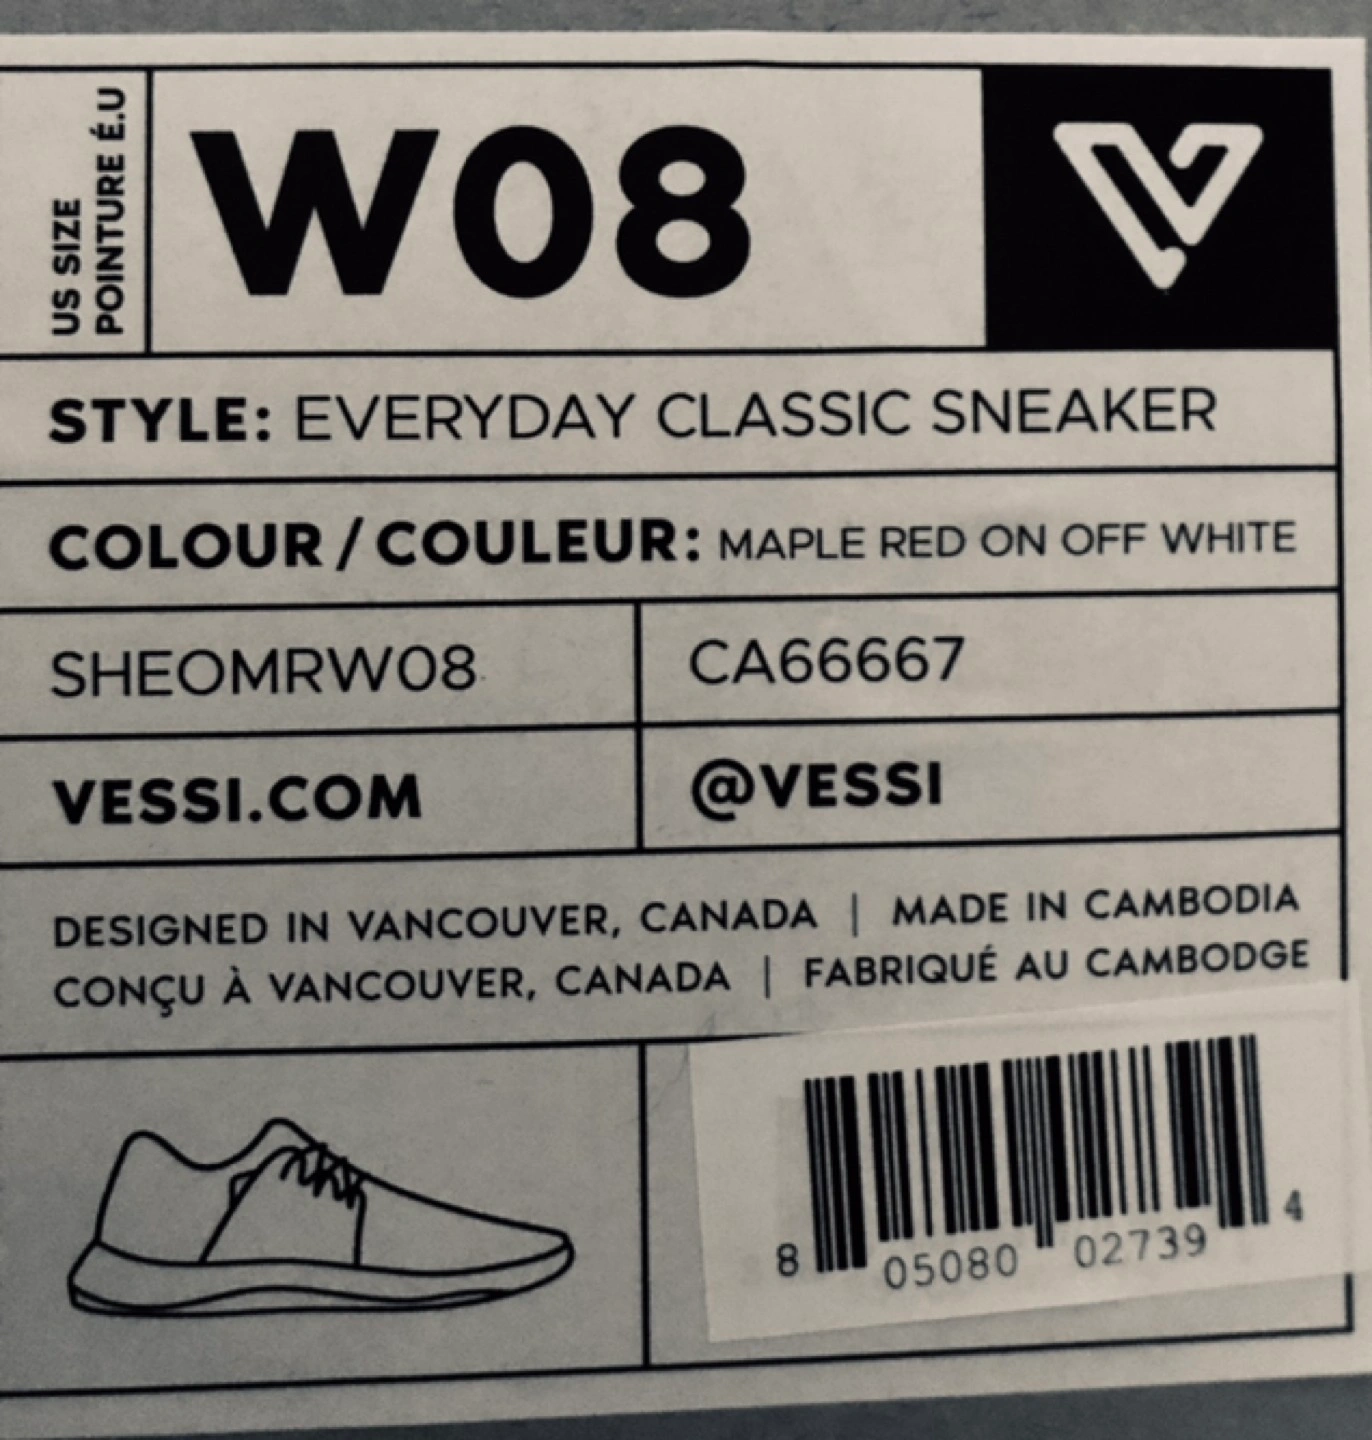 US SIZE
POINTURE É.U
W08
STYLE: EVERYDAY CLASSIC SNEAKER
COLOUR / COULEUR: MAPLE RED ON OFF WHITE
SHEOMRW08
CA66667
VESSI.COM
@VESSI
DESIGNED IN VANCOUVER, CANADA | MADE IN CAMBODIA
CONÇU À VANCOUVER, CANADA | FABRIQUÉ AU CAMBODGE
8 05080 02739 4